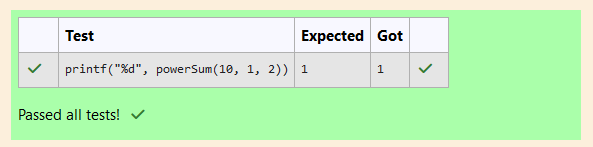 Test Expected Got
printf("%d", powerSum(10, 1, 2)) 1 1
Passed all tests!